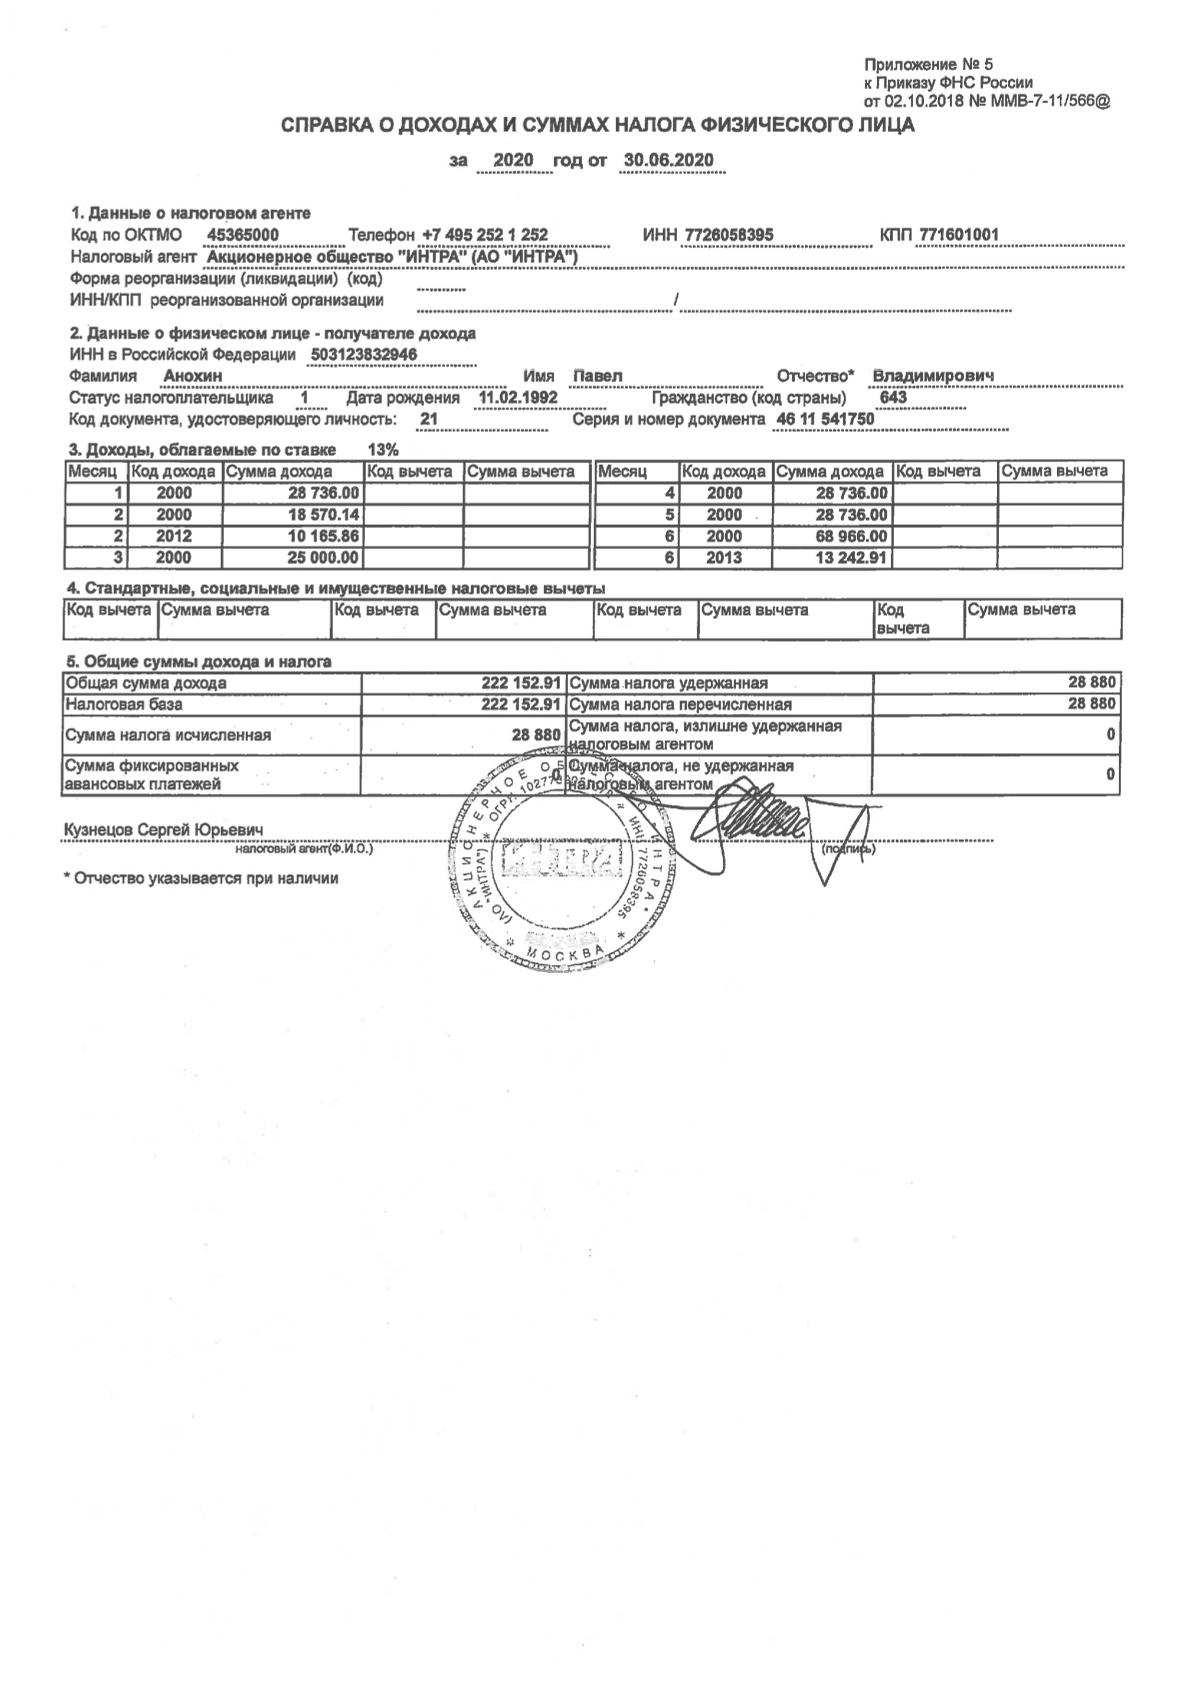 Приложение № 5
к Приказу ФНС России
от 02.10.2018 № ММВ-7-11/566@
СПРАВКА О ДОХОДАХ И СУММАХ НАЛОГА ФИЗИЧЕСКОГО ЛИЦА
за 2020 год от 30.06.2020
1. Данные о налоговом агенте
Код по ОКТМО 45365000 Телефон +7 495 252 1 252 ИНН 7726058395 КПП 771601001
Налоговый агент Акционерное общество "ИНТРА" (АО "ИНТРА")
Форма реорганизации (ликвидации) (код)
ИНН/КПП реорганизованной организации /
2. Данные о физическом лице - получателе дохода
ИНН в Российской Федерации 503123832946
Фамилия Анохин Имя Павел Отчество* Владимирович
Статус налогоплательщика 1 Дата рождения 11.02.1992 Гражданство (код страны) 643
Код документа, удостоверяющего личность: 21 Серия и номер документа 46 11 541750
3. Доходы, облагаемые по ставке 13%
Месяц Код дохода Сумма дохода Код вычета Сумма вычета Месяц Код дохода Сумма дохода Код вычета Сумма вычета
1 2000 28 736.00 4 2000 28 736.00
2 2000 18 570.14 5 2000 28 736.00
2 2012 10 165.86 6 2000 68 966.00
3 2000 25 000.00 6 2013 13 242.91
4. Стандартные, социальные и имущественные налоговые вычеты
Код вычета Сумма вычета Код вычета Сумма вычета Код вычета Сумма вычета Код Сумма вычета
вычета
5. Общие суммы дохода и налога
Общая сумма дохода 222 152.91 Сумма налога удержанная 28 880
Налоговая база 222 152.91 Сумма налога перечисленная 28 880
Сумма налога исчисленная 28 880 Сумма налога, излишне удержанная 0
налоговым агентом
Сумма фиксированных 0 Сумма налога, не удержанная 0
авансовых платежей налоговым агентом
Кузнецов Сергей Юрьевич
налоговый агент(Ф.И.О.) (подпись)
* Отчество указывается при наличии
АКЦИОНЕРНОЕ ОБЩЕСТВО * ИНТРА *
(АО "ИНТРА") * ОГРН * ИНН 7726058395
* МОСКВА *